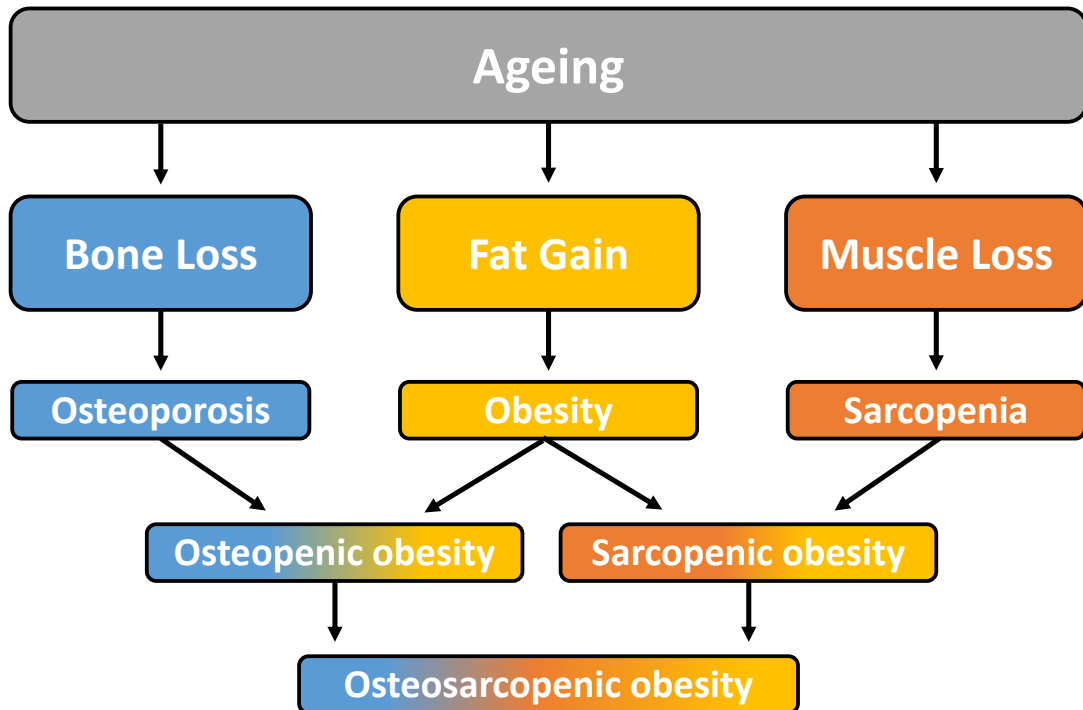 Ageing
Bone Loss
Fat Gain
Muscle Loss
Osteoporosis
Obesity
Sarcopenia
Osteopenic obesity
Sarcopenic obesity
Osteosarcopenic obesity